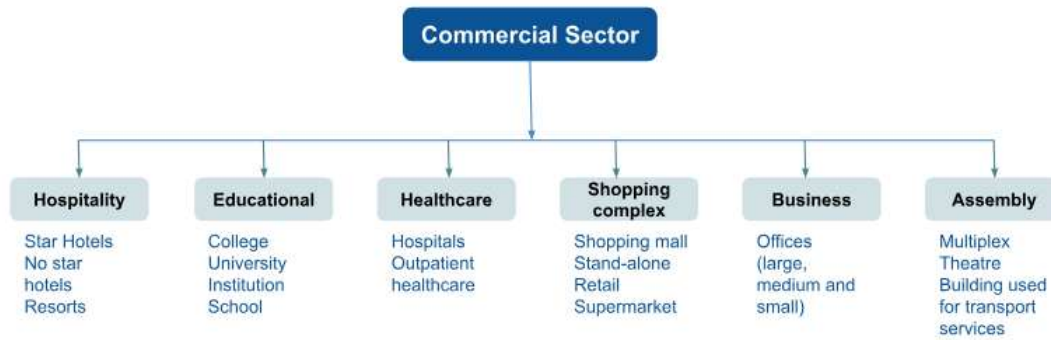 Commercial Sector
Hospitality
Star Hotels
No star
hotels
Resorts
Educational
College
University
Institution
School
Healthcare
Hospitals
Outpatient
healthcare
Shopping
complex
Shopping mall
Stand-alone
Retail
Supermarket
Business
Offices
(large,
medium and
small)
Assembly
Multiplex
Theatre
Building used
for transport
services